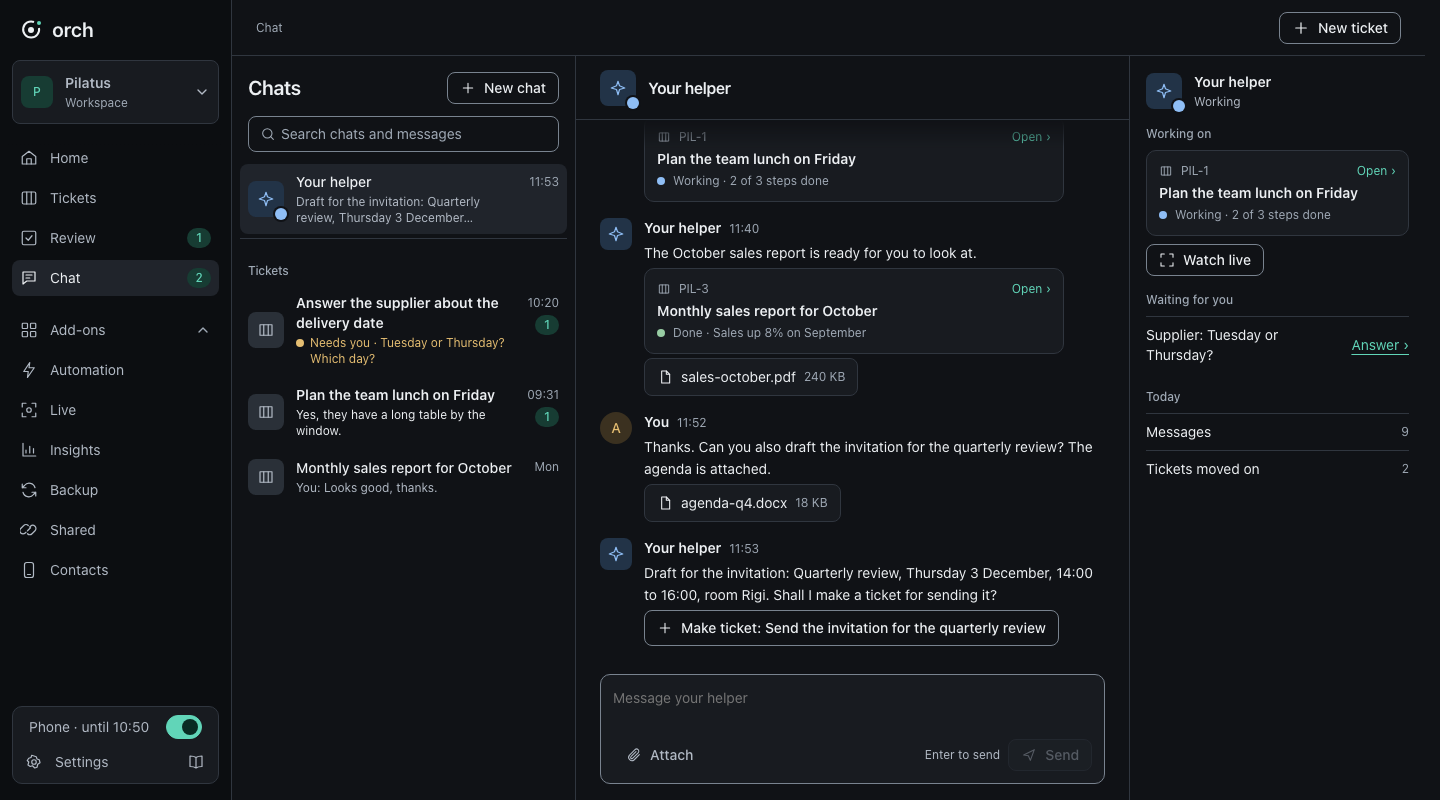 orch
P
Pilatus
Workspace
Home
Tickets
Review
1
Chat
2
Add-ons
Automation
Live
Insights
Backup
Shared
Contacts
Phone · until 10:50
Settings
Chat
New ticket
Chats
New chat
Search chats and messages
Your helper
11:53
Draft for the invitation: Quarterly
review, Thursday 3 December…
Tickets
Answer the supplier about the
delivery date
10:20
1
Needs you · Tuesday or Thursday?
Which day?
Plan the team lunch on Friday
09:31
1
Yes, they have a long table by the
window.
Monthly sales report for October
Mon
You: Looks good, thanks.
Your helper
PIL-1
Open ›
Plan the team lunch on Friday
Working · 2 of 3 steps done
Your helper 11:40
The October sales report is ready for you to look at.
PIL-3
Open ›
Monthly sales report for October
Done · Sales up 8% on September
sales-october.pdf 240 KB
A
You 11:52
Thanks. Can you also draft the invitation for the quarterly review? The
agenda is attached.
agenda-q4.docx 18 KB
Your helper 11:53
Draft for the invitation: Quarterly review, Thursday 3 December, 14:00
to 16:00, room Rigi. Shall I make a ticket for sending it?
Make ticket: Send the invitation for the quarterly review
Message your helper
Attach
Enter to send
Send
Your helper
Working
Working on
PIL-1
Open ›
Plan the team lunch on Friday
Working · 2 of 3 steps done
Watch live
Waiting for you
Supplier: Tuesday or
Thursday?
Answer ›
Today
Messages
9
Tickets moved on
2